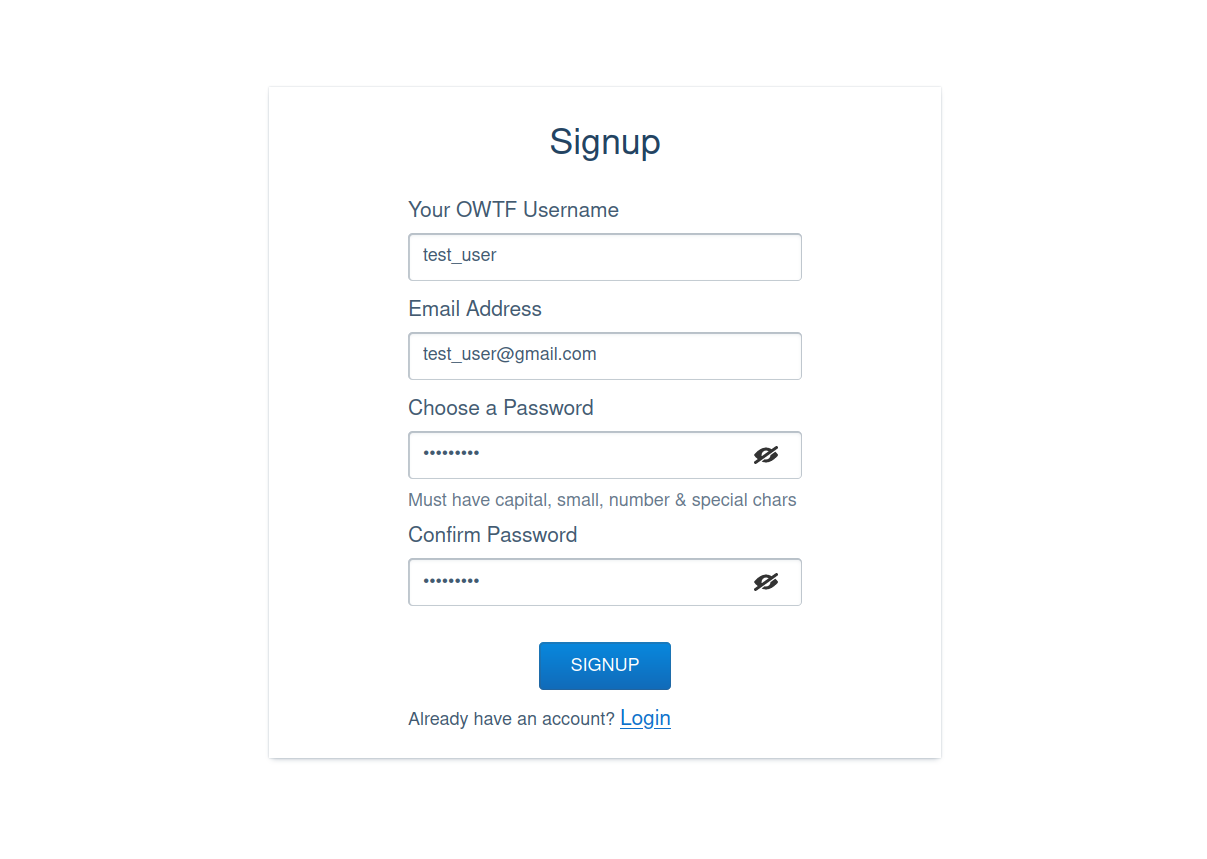 Signup
Your OWTF Username
test_user
Email Address
test_user@gmail.com
Choose a Password
•••••••••
Must have capital, small, number & special chars
Confirm Password
•••••••••
SIGNUP
Already have an account? Login